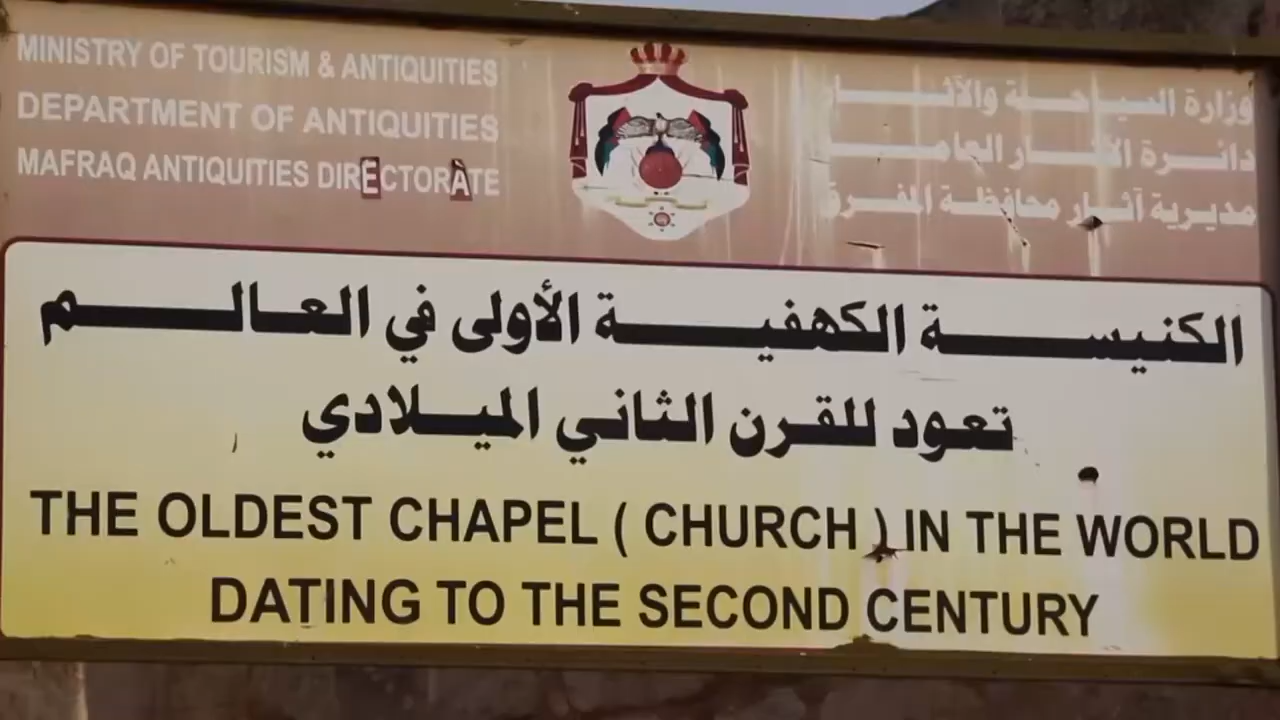 MINISTRY OF TOURISM & ANTIQUITIES
DEPARTMENT OF ANTIQUITIES
MAFRAQ ANTIQUITIES DIRECTORATE
وزارة السياحة والآثار
دائرة الآثار العامة
مديرية آثار محافظة المفرق
الكنيسة الكهفية الأولى في العالم
تعود للقرن الثاني الميلادي
THE OLDEST CHAPEL ( CHURCH ) IN THE WORLD
DATING TO THE SECOND CENTURY